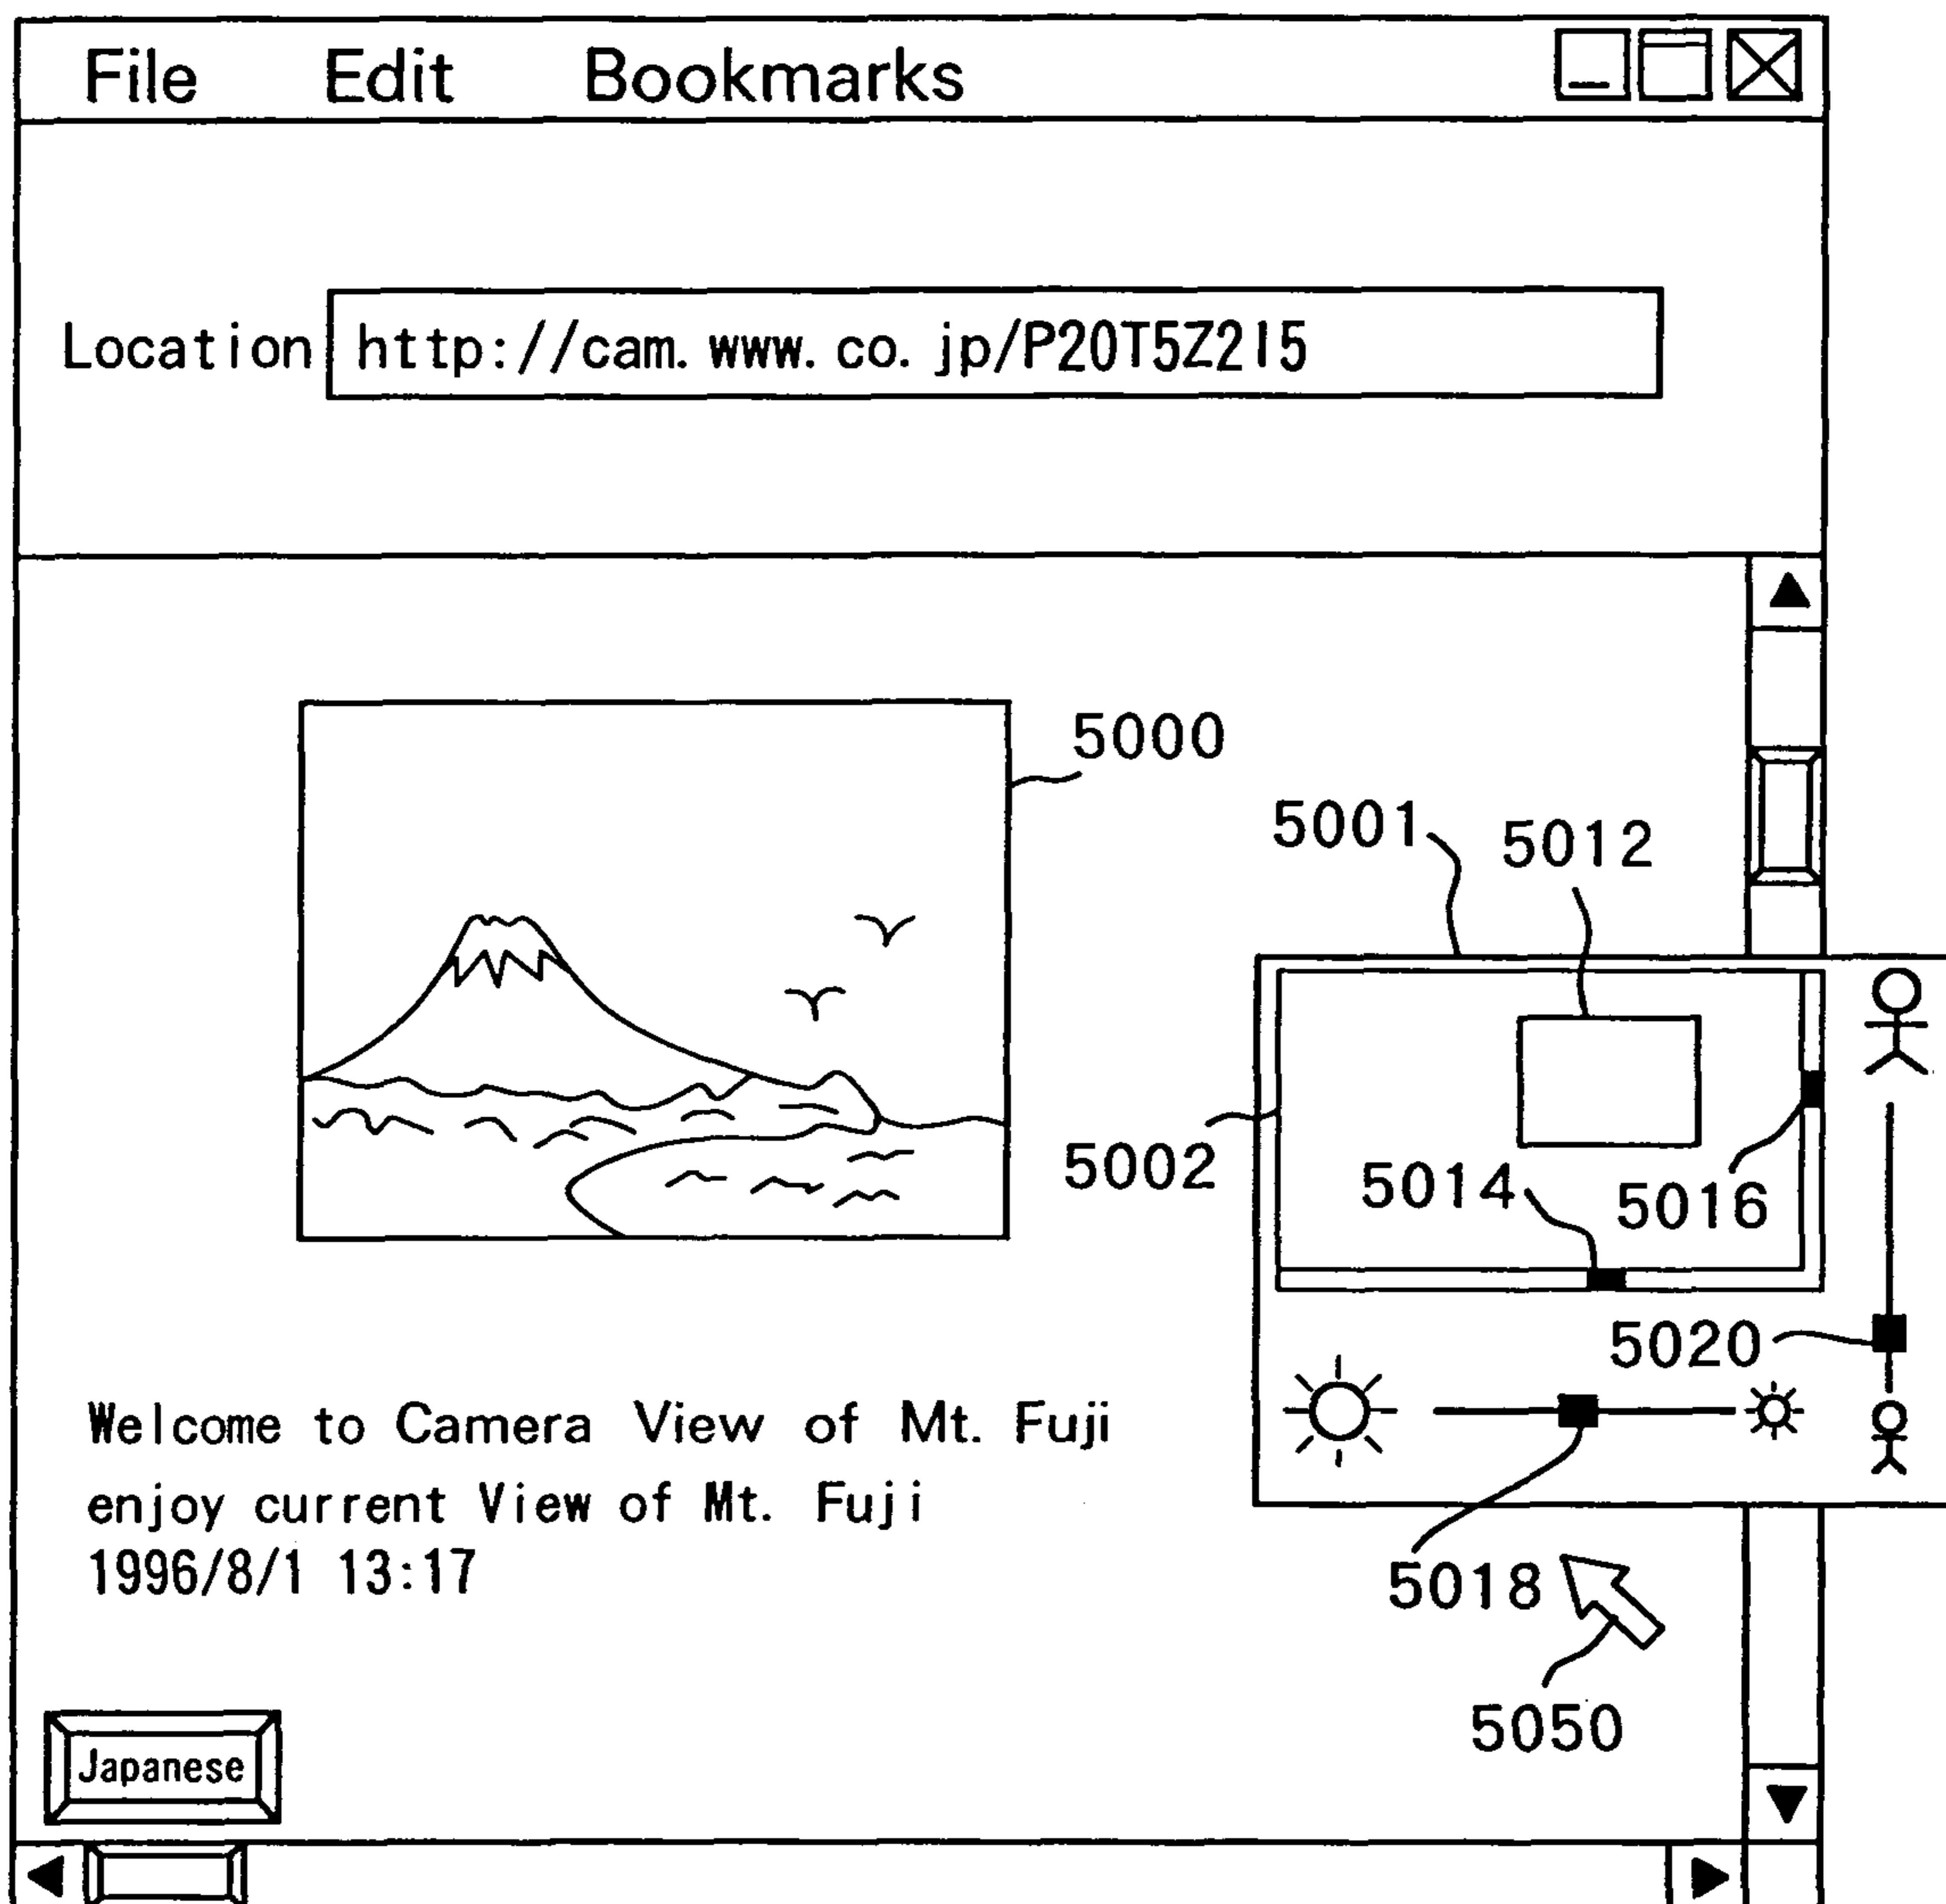 File Edit Bookmarks
Location http://cam.www.co.jp/P20T5Z2I5
5000
5001
5012
5002
5014
5016
5020
Welcome to Camera View of Mt. Fuji
enjoy current View of Mt. Fuji
1996/8/1 13:17
5018
5050
Japanese